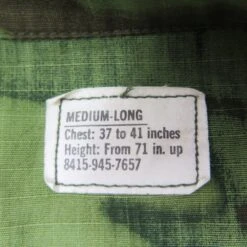 MEDIUM-LONG
Chest: 37 to 41 inches
Height: From 71 in. up
8415-945-7657